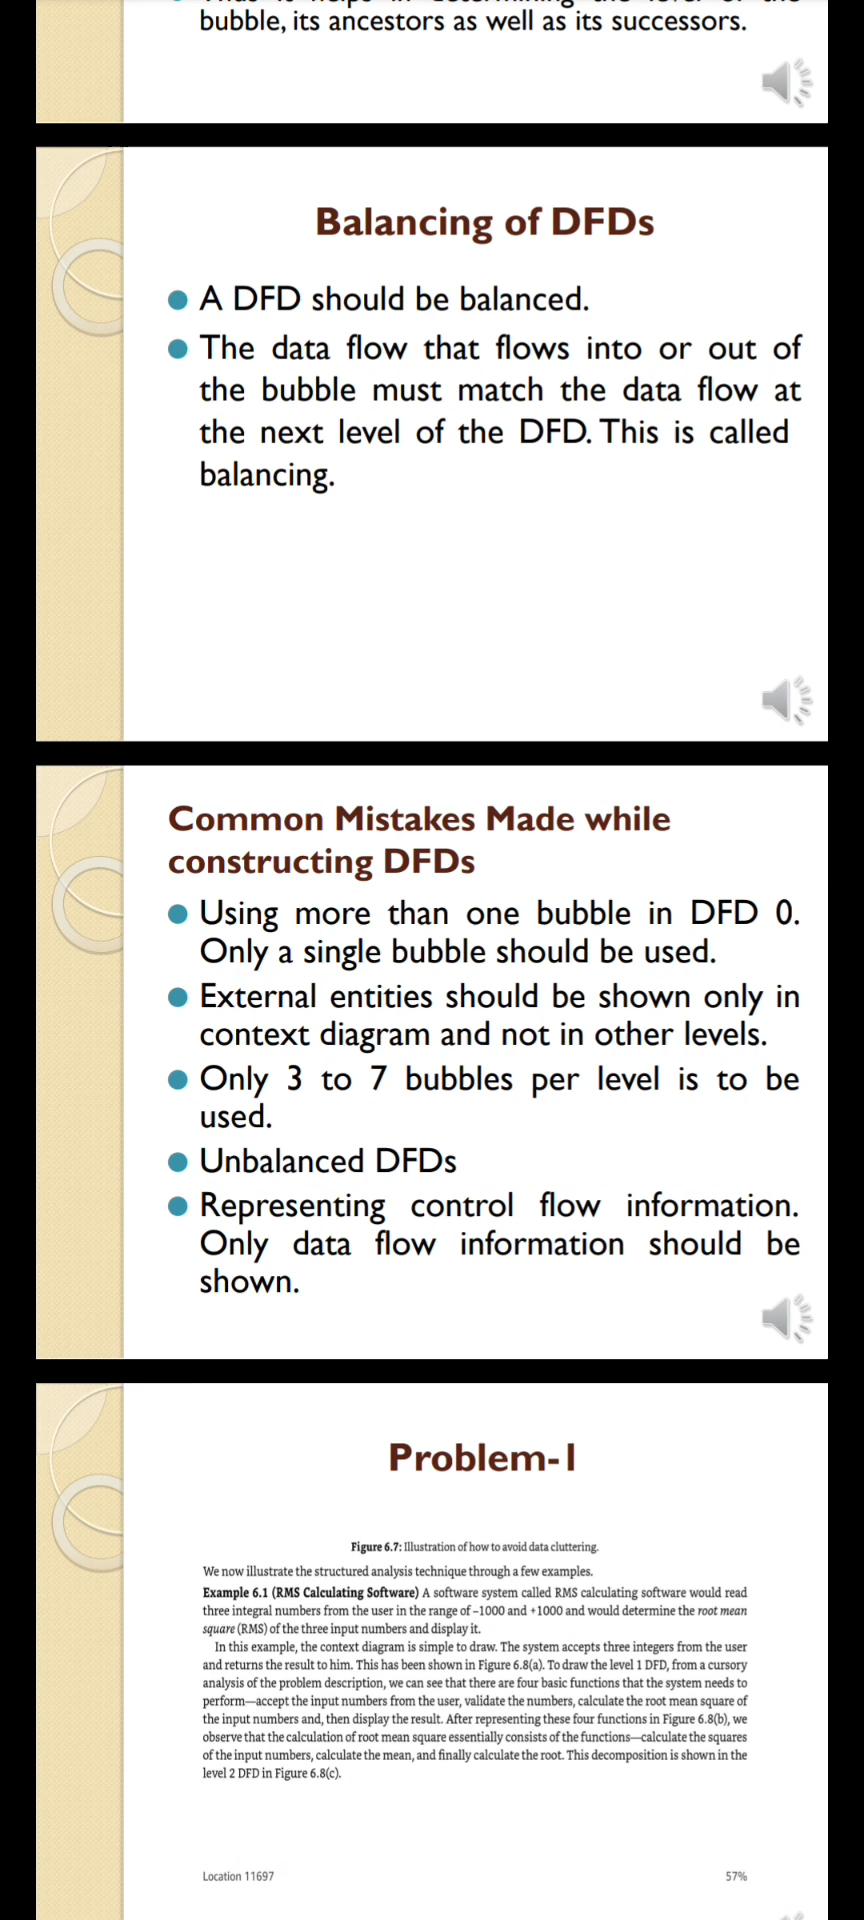 bubble, its ancestors as well as its successors.
Balancing of DFDs
A DFD should be balanced.
The data flow that flows into or out of
the bubble must match the data flow at
the next level of the DFD. This is called
balancing.
Common Mistakes Made while
constructing DFDs
Using more than one bubble in DFD 0.
Only a single bubble should be used.
External entities should be shown only in
context diagram and not in other levels.
Only 3 to 7 bubbles per level is to be
used.
Unbalanced DFDs
Representing control flow information.
Only data flow information should be
shown.
Problem-1
Figure 6.7: Illustration of how to avoid data cluttering.
We now illustrate the structured analysis technique through a few examples.
Example 6.1 (RMS Calculating Software) A software system called RMS calculating software would read
three integral numbers from the user in the range of –1000 and +1000 and would determine the root mean
square (RMS) of the three input numbers and display it.
In this example, the context diagram is simple to draw. The system accepts three integers from the user
and returns the result to him. This has been shown in Figure 6.8(a). To draw the level 1 DFD, from a cursory
analysis of the problem description, we can see that there are four basic functions that the system needs to
perform—accept the input numbers from the user, validate the numbers, calculate the root mean square of
the input numbers and, then display the result. After representing these four functions in Figure 6.8(b), we
observe that the calculation of root mean square essentially consists of the functions—calculate the squares
of the input numbers, calculate the mean, and finally calculate the root. This decomposition is shown in the
level 2 DFD in Figure 6.8(c).
Location 11697
57%